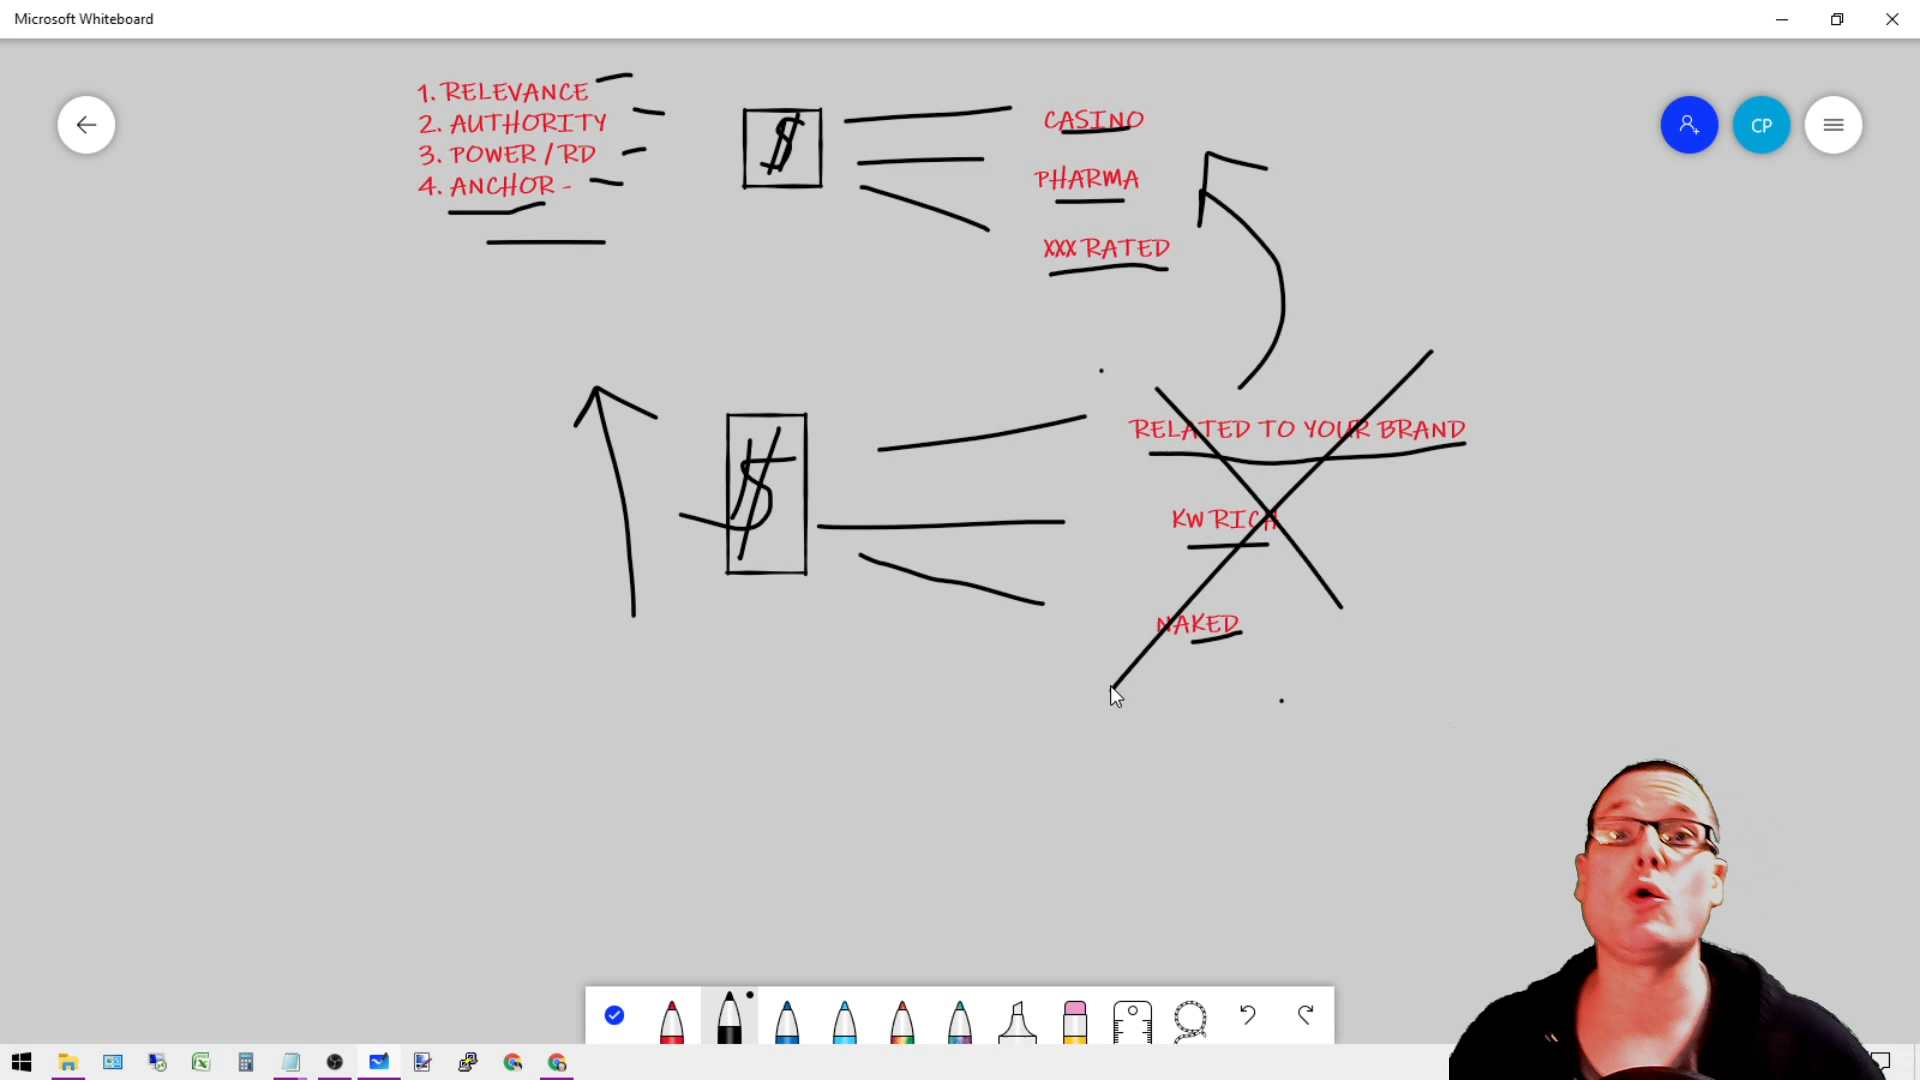 Microsoft Whiteboard
1. RELEVANCE
2. AUTHORITY
3. POWER / RD
4. ANCHOR -
$
CASINO
PHARMA
XXX RATED
CP
$
RELATED TO YOUR BRAND
KW RICH
NAKED